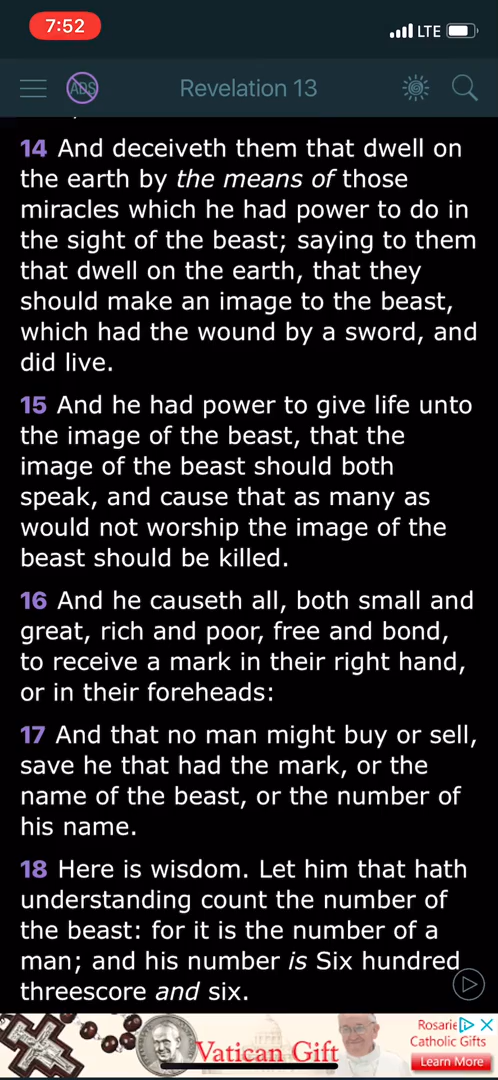 7:52
LTE
ADS
Revelation 13
14 And deceiveth them that dwell on
the earth by the means of those
miracles which he had power to do in
the sight of the beast; saying to them
that dwell on the earth, that they
should make an image to the beast,
which had the wound by a sword, and
did live.
15 And he had power to give life unto
the image of the beast, that the
image of the beast should both
speak, and cause that as many as
would not worship the image of the
beast should be killed.
16 And he causeth all, both small and
great, rich and poor, free and bond,
to receive a mark in their right hand,
or in their foreheads:
17 And that no man might buy or sell,
save he that had the mark, or the
name of the beast, or the number of
his name.
18 Here is wisdom. Let him that hath
understanding count the number of
the beast: for it is the number of a
man; and his number is Six hundred
threescore and six.
Vatican Gift
Rosarie
Catholic Gifts
Learn More